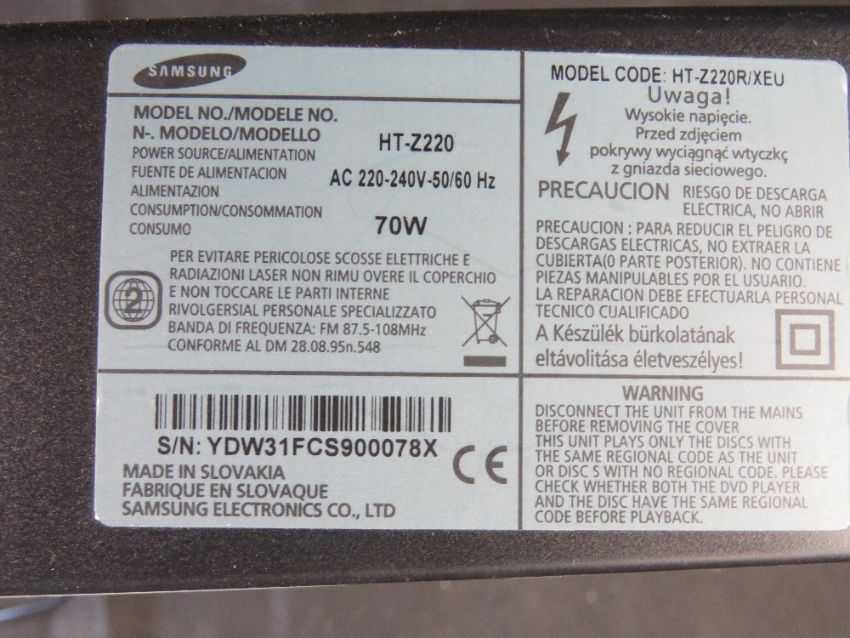 SAMSUNG
MODEL NO./MODELE NO.
N-. MODELO/MODELLO
HT-Z220
POWER SOURCE/ALIMENTATION
FUENTE DE ALIMENTACION
ALIMENTAZION
AC 220-240V-50/60 Hz
CONSUMPTION/CONSOMMATION
CONSUMO
70W
PER EVITARE PERICOLOSE SCOSSE ELETTRICHE E
RADIAZIONI LASER NON RIMU OVERE IL COPERCHIO
E NON TOCCARE LE PARTI INTERNE
RIVOLGERSIAL PERSONALE SPECIALIZZATO
BANDA DI FREQUENZA: FM 87.5-108MHz
CONFORME AL DM 28.08.95n.548
2
S/N: YDW31FCS900078X
MADE IN SLOVAKIA
FABRIQUE EN SLOVAQUE
SAMSUNG ELECTRONICS CO., LTD
CE
MODEL CODE: HT-Z220R/XEU
Uwaga!
Wysokie napięcie.
Przed zdjęciem
pokrywy wyciągnąć wtyczkę
z gniazda sieciowego.
PRECAUCION RIESGO DE DESCARGA
ELECTRICA, NO ABRIR
PRECAUCION : PARA REDUCIR EL PELIGRO DE
DESCARGAS ELECTRICAS, NO EXTRAER LA
CUBIERTA(0 PARTE POSTERIOR). NO CONTIENE
PIEZAS MANIPULABLES POR EL USUARIO.
LA REPARACION DEBE EFECTUARLA PERSONAL
TECNICO CUALIFICADO
A Készülék bürkolatának
eltávolitása életveszélyes!
WARNING
DISCONNECT THE UNIT FROM THE MAINS
BEFORE REMOVING THE COVER
THIS UNIT PLAYS ONLY THE DISCS WITH
THE SAME REGIONAL CODE AS THE UNIT
OR DISC S WITH NO REGIONAL CODE. PLEASE
CHECK WHETHER BOTH THE DVD PLAYER
AND THE DISC HAVE THE SAME REGIONAL
CODE BEFORE PLAYBACK.